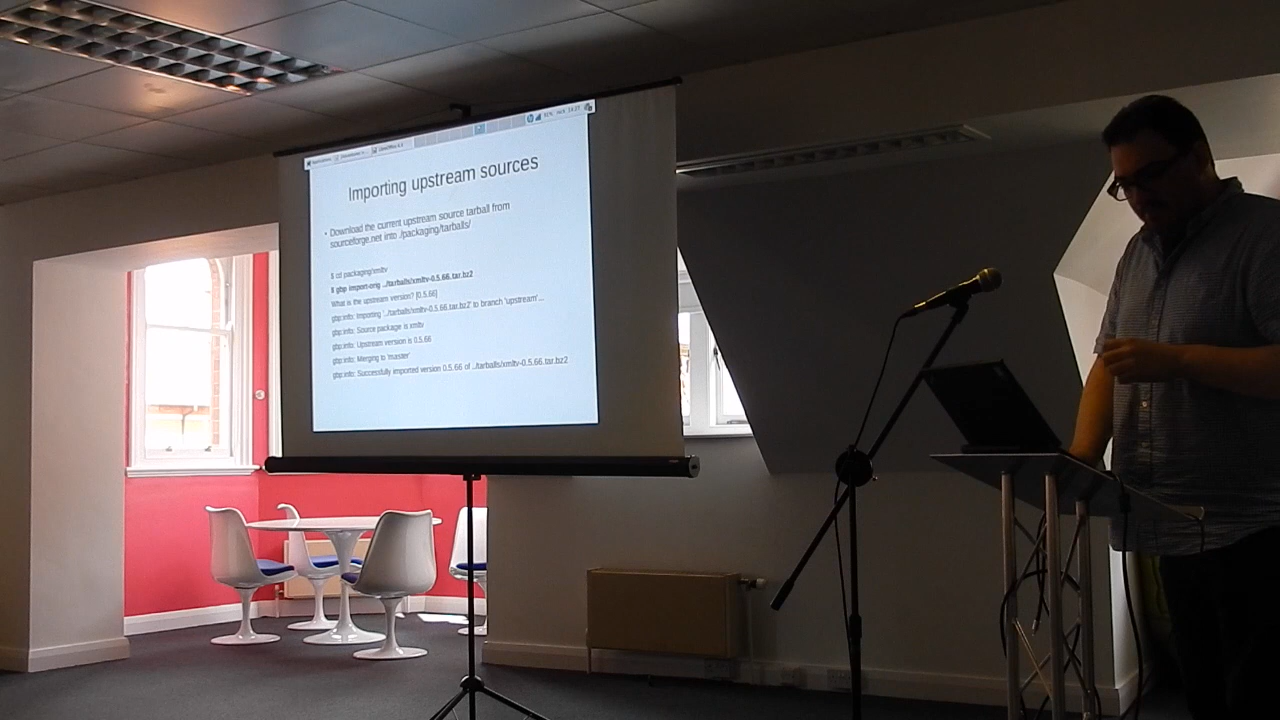 Importing upstream sources
• Download the current upstream source tarball from
sourceforge.net into ./packaging/tarballs/
$ cd packaging/xmltv
$ gbp import-orig ../tarballs/xmltv-0.5.66.tar.bz2
What is the upstream version? [0.5.66]
gbp:info: Importing '../tarballs/xmltv-0.5.66.tar.bz2' to branch 'upstream'...
gbp:info: Source package is xmltv
gbp:info: Upstream version is 0.5.66
gbp:info: Merging to 'master'
gbp:info: Successfully imported version 0.5.66 of ../tarballs/xmltv-0.5.66.tar.bz2